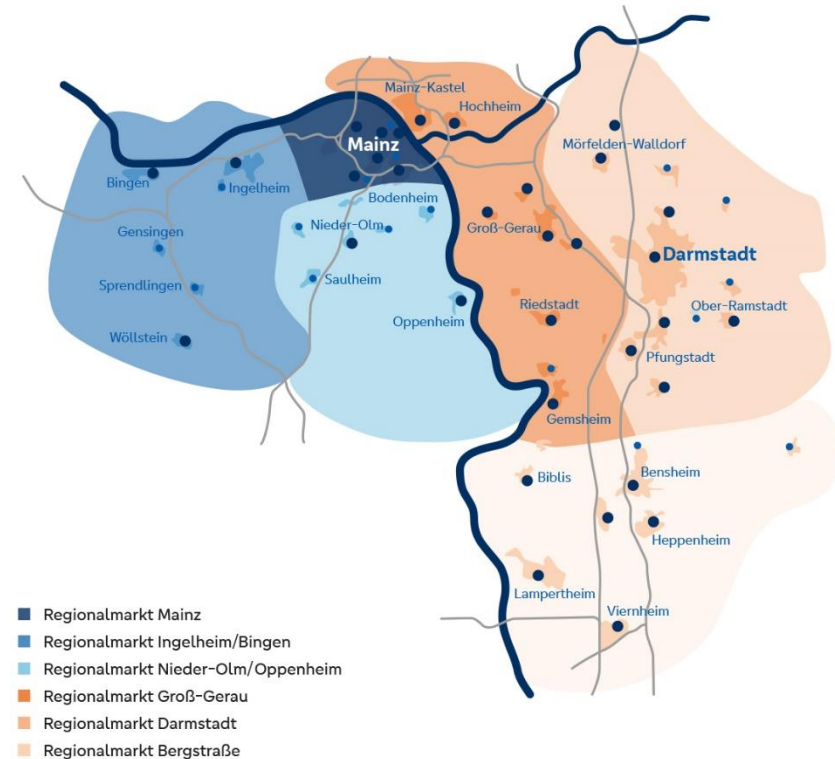 Mainz-Kastel
Hochheim
Mainz
Mörfelden-Walldorf
Bingen
Ingelheim
Bodenheim
Nieder-Olm
Groß-Gerau
Gensingen
Darmstadt
Sprendlingen
Saulheim
Oppenheim
Riedstadt
Ober-Ramstadt
Wöllstein
Pfungstadt
Gemsheim
Biblis
Bensheim
Heppenheim
Lampertheim
Viernheim
Regionalmarkt Mainz
Regionalmarkt Ingelheim/Bingen
Regionalmarkt Nieder-Olm/Oppenheim
Regionalmarkt Groß-Gerau
Regionalmarkt Darmstadt
Regionalmarkt Bergstraße